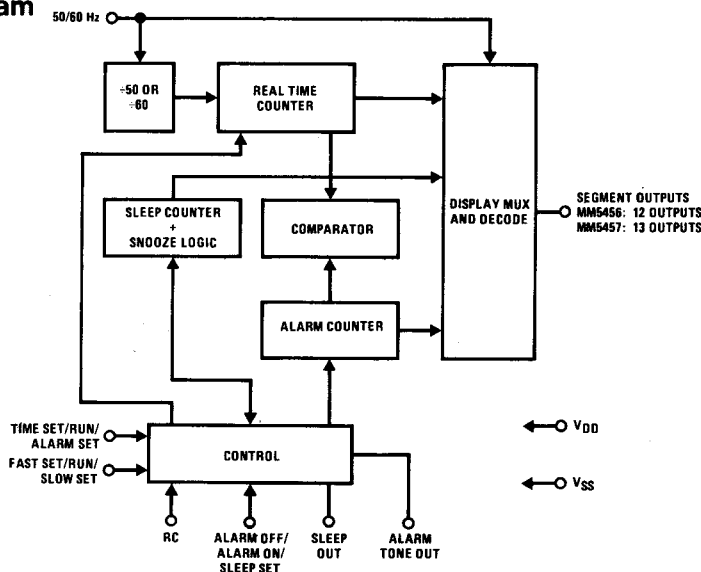 am
50/60 Hz
÷50 OR
÷60
REAL TIME
COUNTER
SLEEP COUNTER
+
SNOOZE LOGIC
COMPARATOR
DISPLAY MUX
AND DECODE
SEGMENT OUTPUTS
MM5456: 12 OUTPUTS
MM5457: 13 OUTPUTS
ALARM COUNTER
TIME SET/RUN/
ALARM SET
FAST SET/RUN/
SLOW SET
CONTROL
VDD
VSS
RC
ALARM OFF/
ALARM ON/
SLEEP SET
SLEEP
OUT
ALARM
TONE OUT